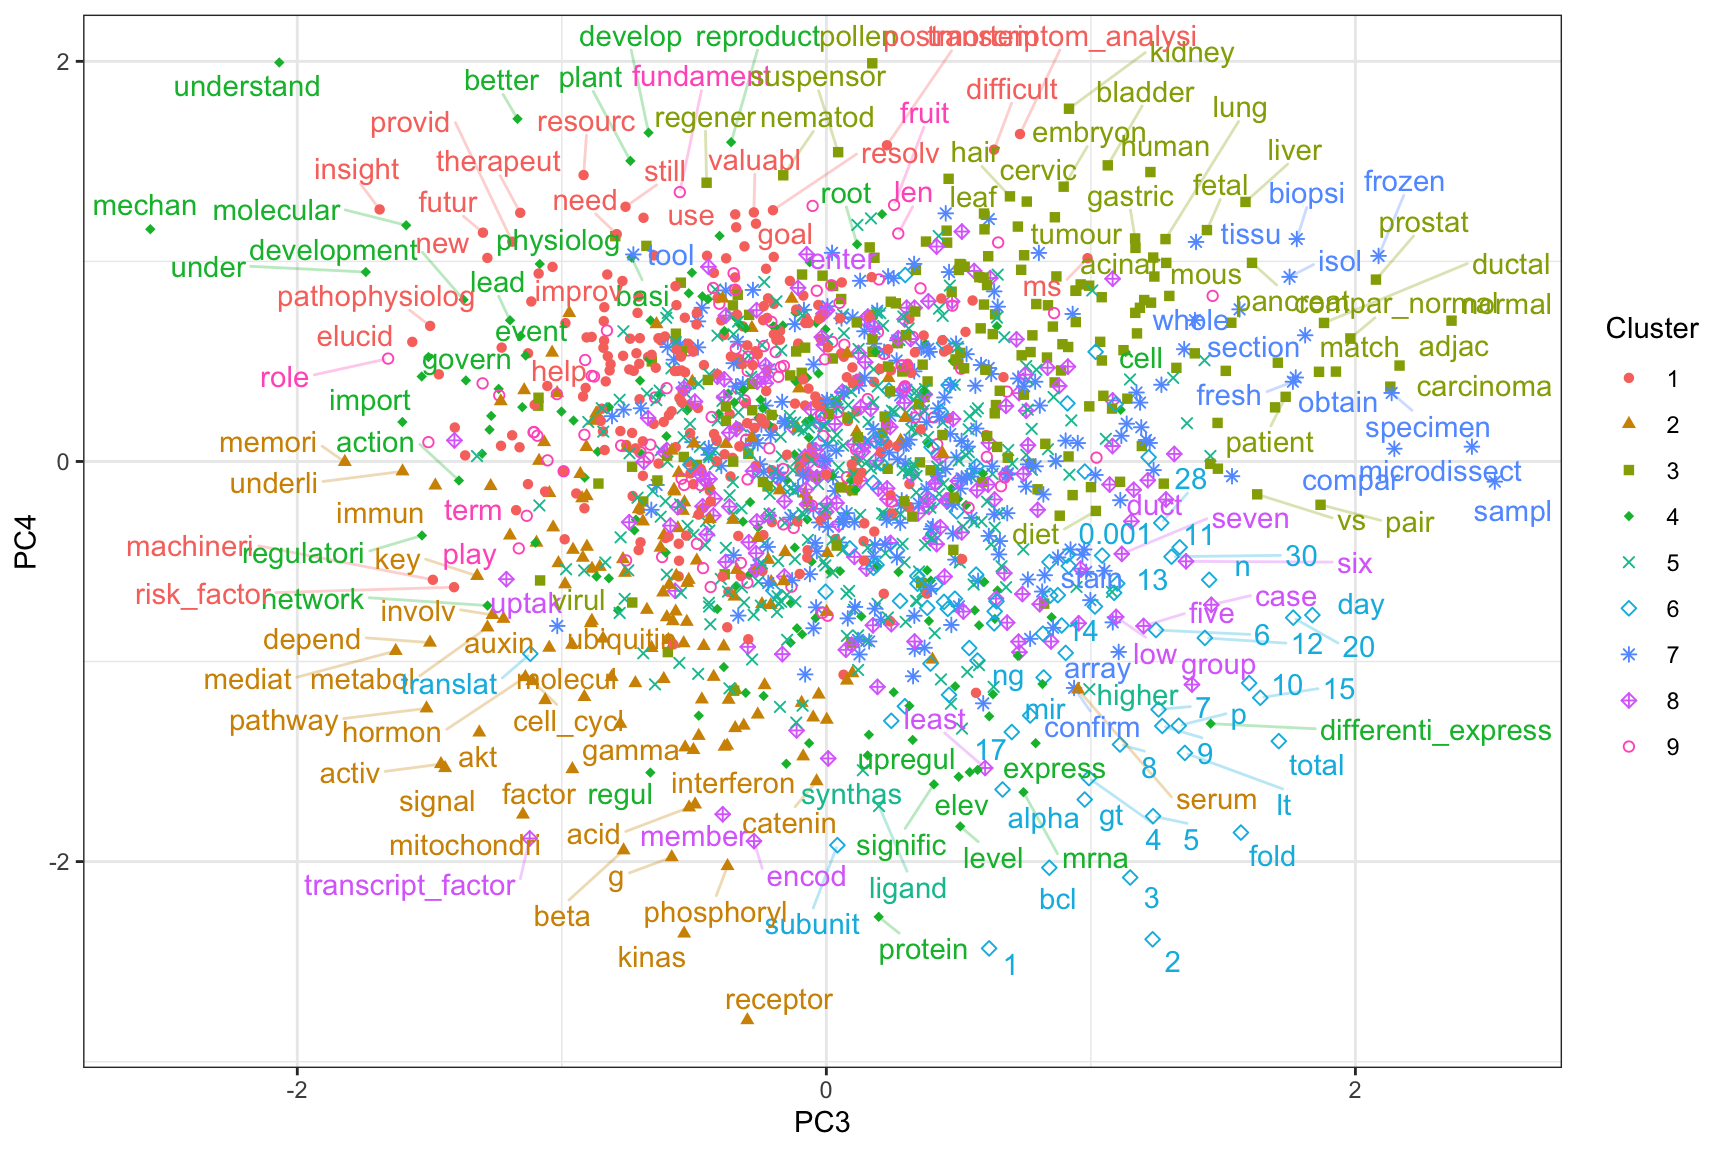 develop reproduct pollen postmortem transcriptom_analysi
understand better plant fundament suspensor kidney
provid resourc regener nematod fruit difficult bladder lung
insight therapeut still valuabl resolv hair embryon human liver
mechan molecular futur need use root len leaf cervic gastric fetal biopsi frozen
under development new physiolog tool goal enter tumour tissu prostat
pathophysiolog lead improv basi ms acinar mous isol ductal
elucid event whole pancreat compar_normal normal
role govern help cell section match adjac
import fresh obtain carcinoma
memori action patient specimen
underli 28 compar microdissect
immun term duct seven vs pair sampl
machineri regulatori key play diet 0.001 11 30 six
risk_factor network involv uptak virul stain 13 n case day
depend auxin ubiquitin 14 five 6 12 20
mediat metabol translat molecul ng array low group 10 15
pathway hormon cell_cycl least mir confirm higher 7 p differenti_express
activ akt gamma 17 upregul express 8 9 total
signal factor regul interferon synthas elev alpha gt serum lt
mitochondri acid member catenin signific level mrna 4 5 fold
transcript_factor g encod ligand bcl 3
beta phosphoryl subunit
kinas protein 1 2
receptor
2
0
-2
-2 0 2
PC3
PC4
Cluster
1
2
3
4
5
6
7
8
9